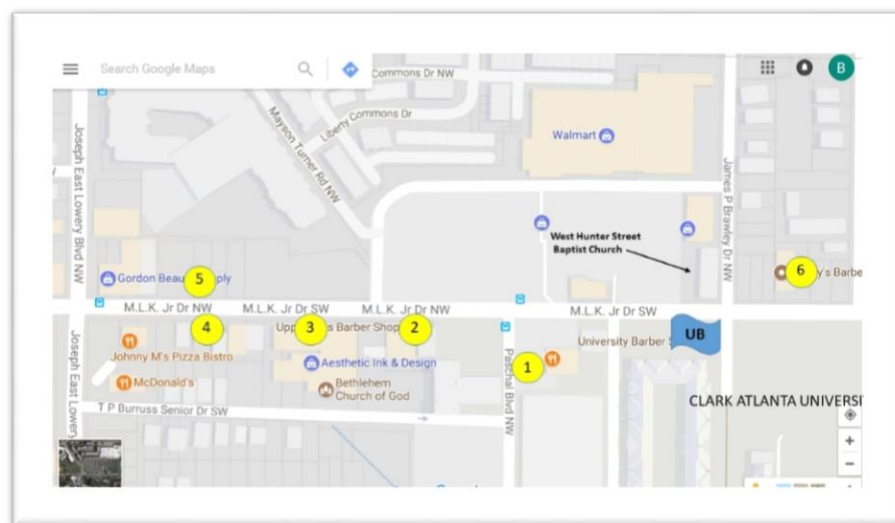 Search Google Maps
B
Commons Dr NW
Liberty Commons Dr
Mayson Turner Rd NW
Walmart
Joseph East Lowery Blvd NW
James P Brawley Dr NW
West Hunter Street
Baptist Church
6
y's Barbe
5
Gordon Beau
ply
M.L.K. Jr Dr NW
M.L.K. Jr Dr SW
M.L.K. Jr Dr NW
M.L.K. Jr Dr SW
4
Upp
3
s Barber Shop
2
University Barber S
UB
Johnny M's Pizza Bistro
Aesthetic Ink & Design
1
McDonald's
Bethlehem
Church of God
Joseph East Lowery
Paschal Blvd NW
CLARK ATLANTA UNIVERSI
T P Burruss Senior Dr SW